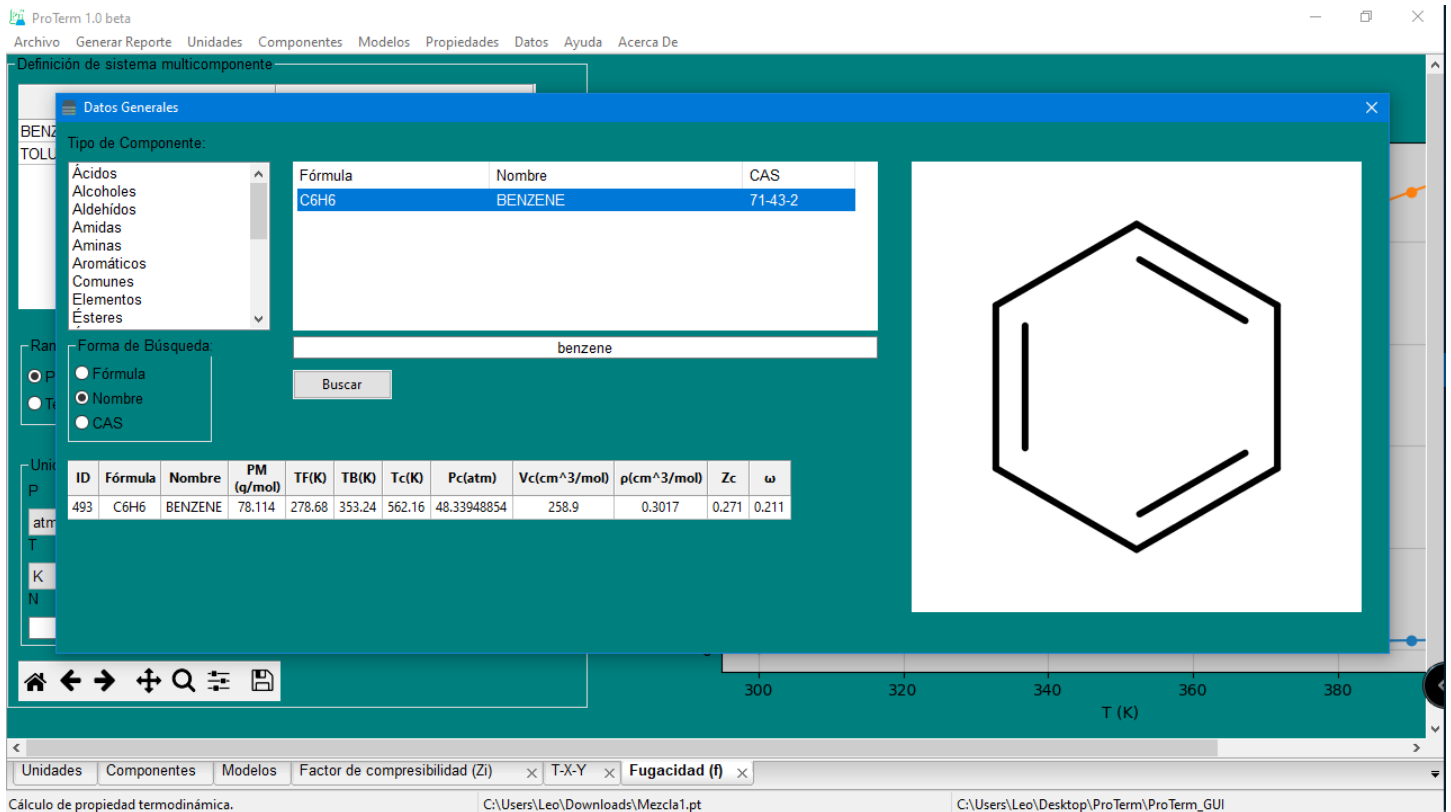 ProTerm 1.0 beta
Archivo Generar Reporte Unidades Componentes Modelos Propiedades Datos Ayuda Acerca De
Definición de sistema multicomponente
Datos Generales
BENZ
TOLU
Tipo de Componente:
Ácidos
Alcoholes
Aldehídos
Amidas
Aminas
Aromáticos
Comunes
Elementos
Ésteres
Fórmula Nombre CAS
C6H6 BENZENE 71-43-2
benzene
Buscar
Ran
P
Te
Forma de Búsqueda:
Fórmula
Nombre
CAS
ID Fórmula Nombre PM (g/mol) TF(K) TB(K) Tc(K) Pc(atm) Vc(cm^3/mol) ρ(cm^3/mol) Zc ω
493 C6H6 BENZENE 78.114 278.68 353.24 562.16 48.33948854 258.9 0.3017 0.271 0.211
Unid
P
atm
T
K
N
300 320 340 360 380
T (K)
Unidades Componentes Modelos Factor de compresibilidad (Zi) T-X-Y Fugacidad (f)
Cálculo de propiedad termodinámica. C:\Users\Leo\Downloads\Mezcla1.pt C:\Users\Leo\Desktop\ProTerm\ProTerm_GUI